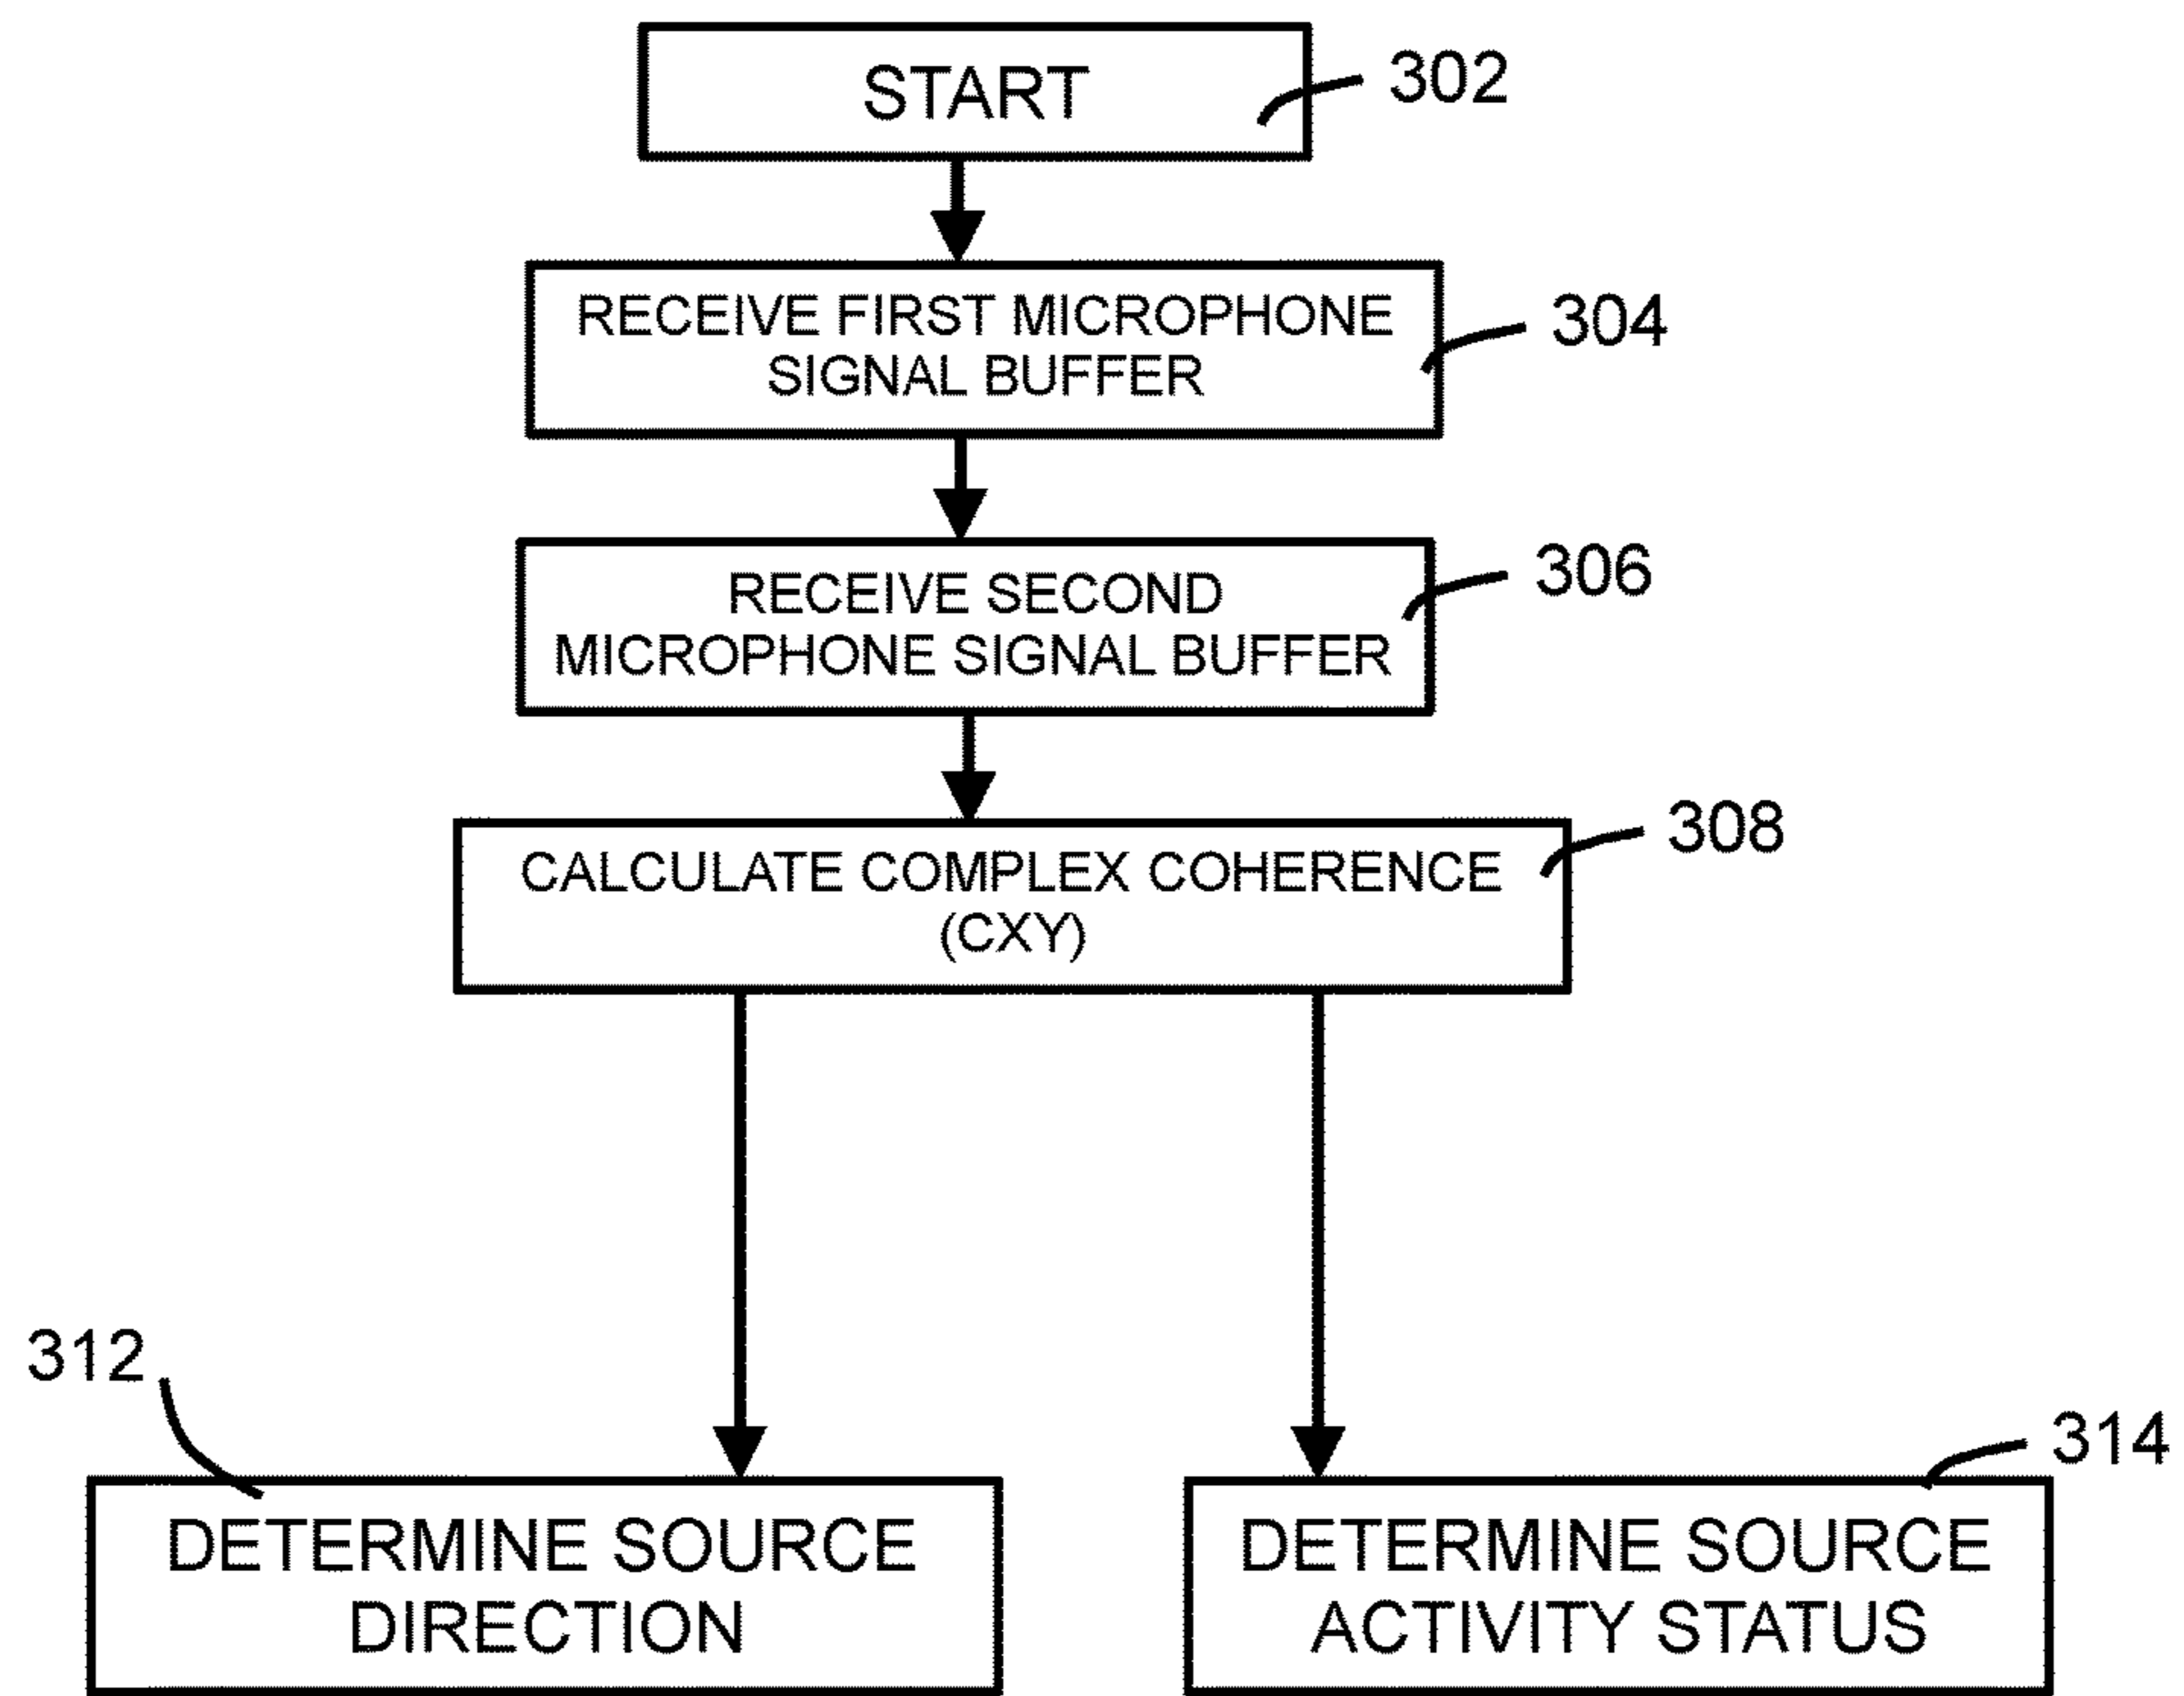 START
302
RECEIVE FIRST MICROPHONE
SIGNAL BUFFER
304
RECEIVE SECOND
MICROPHONE SIGNAL BUFFER
306
CALCULATE COMPLEX COHERENCE
(CXY)
308
312
DETERMINE SOURCE
DIRECTION
314
DETERMINE SOURCE
ACTIVITY STATUS